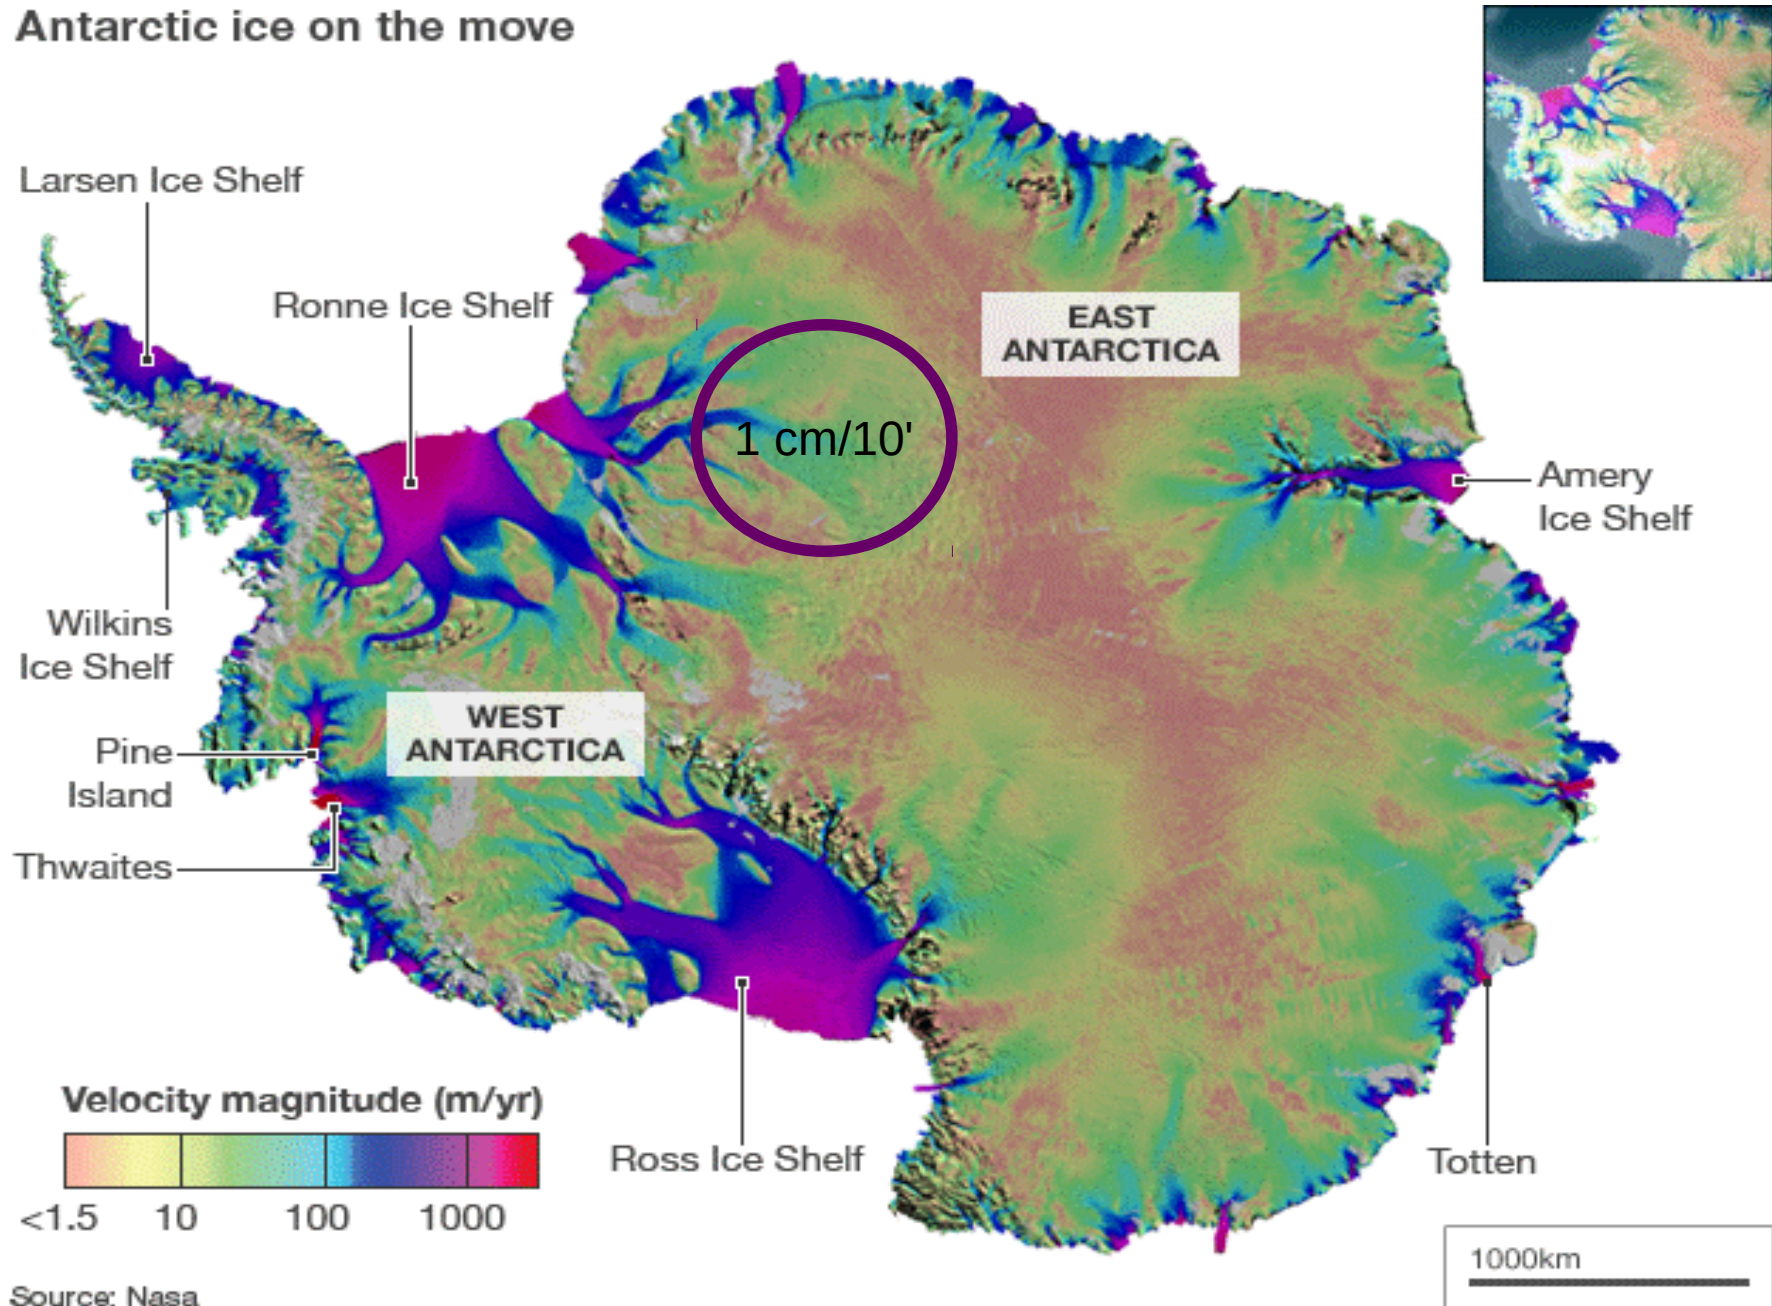 Antarctic ice on the move
Larsen Ice Shelf
Ronne Ice Shelf
EAST
ANTARCTICA
1 cm/10'
Amery
Ice Shelf
Wilkins
Ice Shelf
WEST
ANTARCTICA
Pine
Island
Thwaites
Velocity magnitude (m/yr)
<1.5 10 100 1000
Ross Ice Shelf
Totten
1000km
Source: Nasa